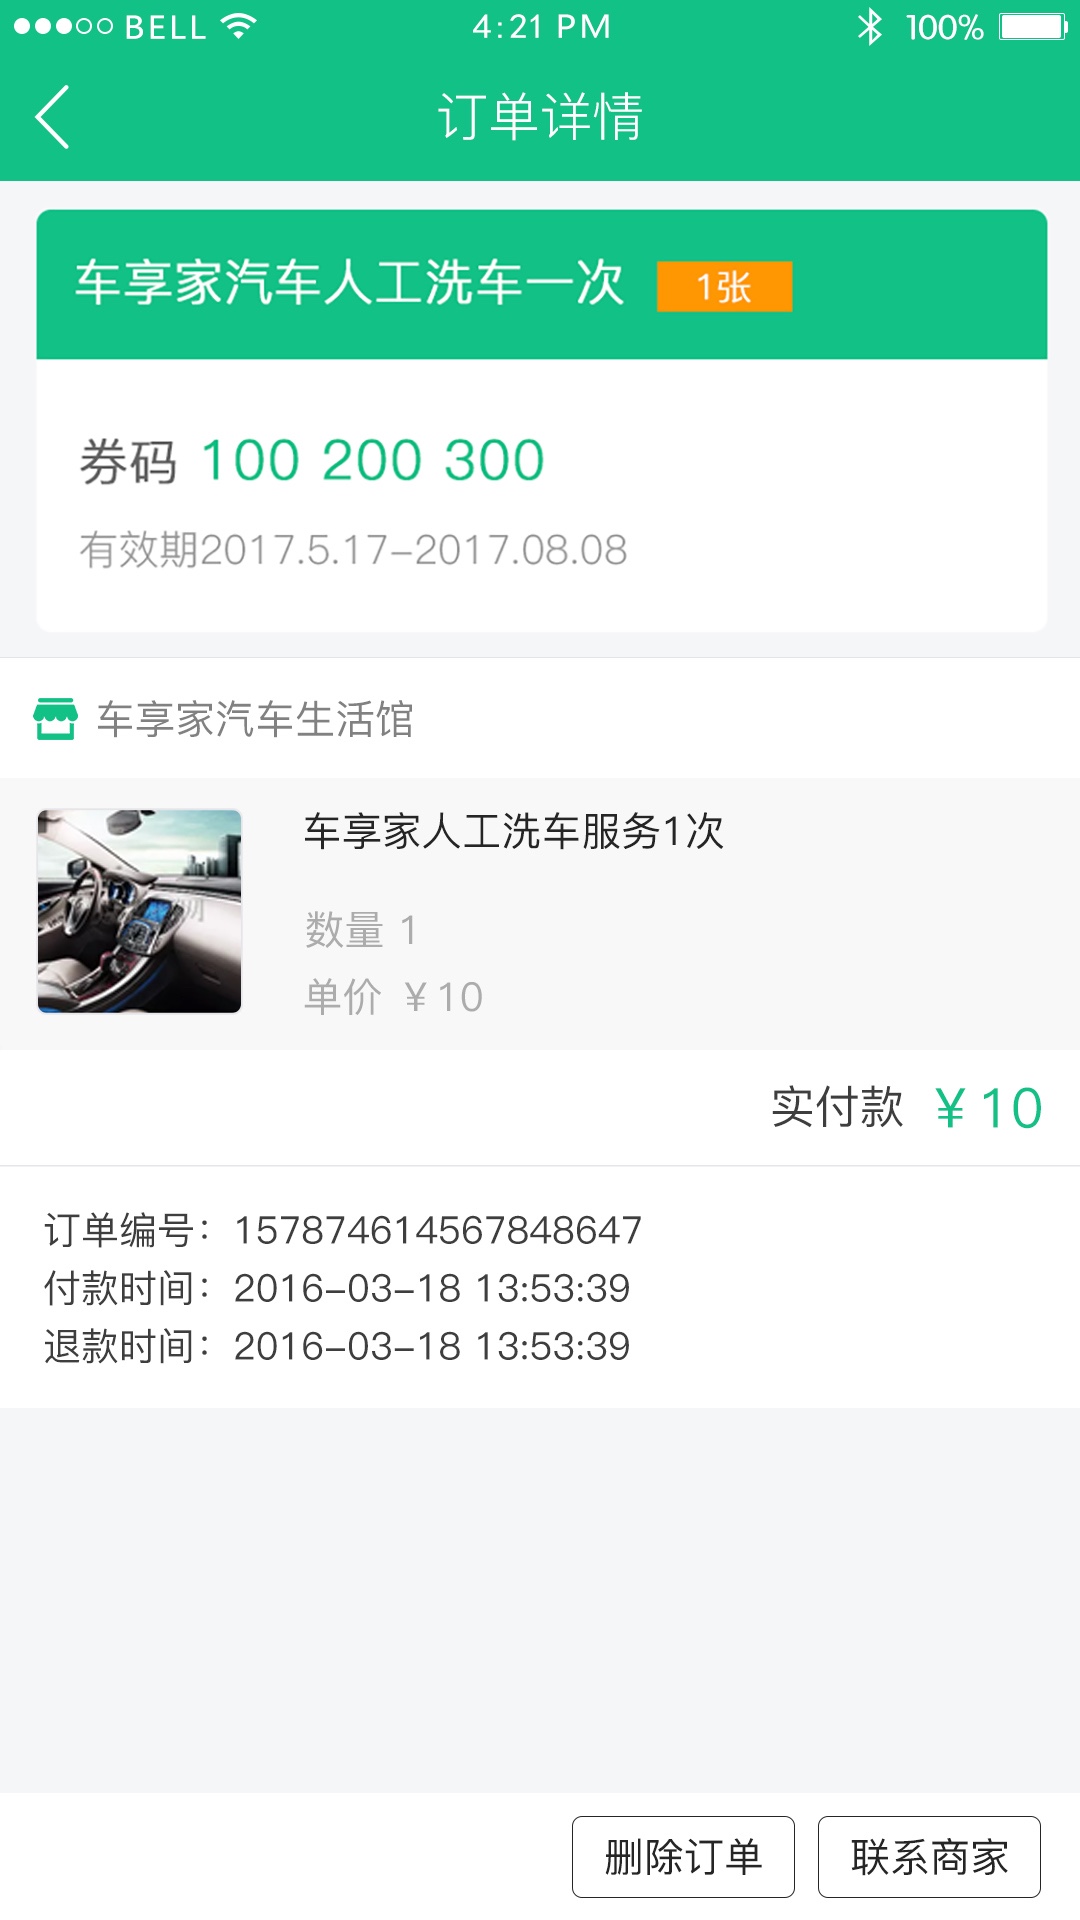 BELL 4:21 PM 100%
订单详情
车享家汽车人工洗车一次 1张
券码 100 200 300
有效期2017.5.17-2017.08.08
车享家汽车生活馆
车享家人工洗车服务1次
数量 1
单价 ¥10
实付款 ¥10
订单编号：157874614567848647
付款时间：2016-03-18 13:53:39
退款时间：2016-03-18 13:53:39
删除订单 联系商家